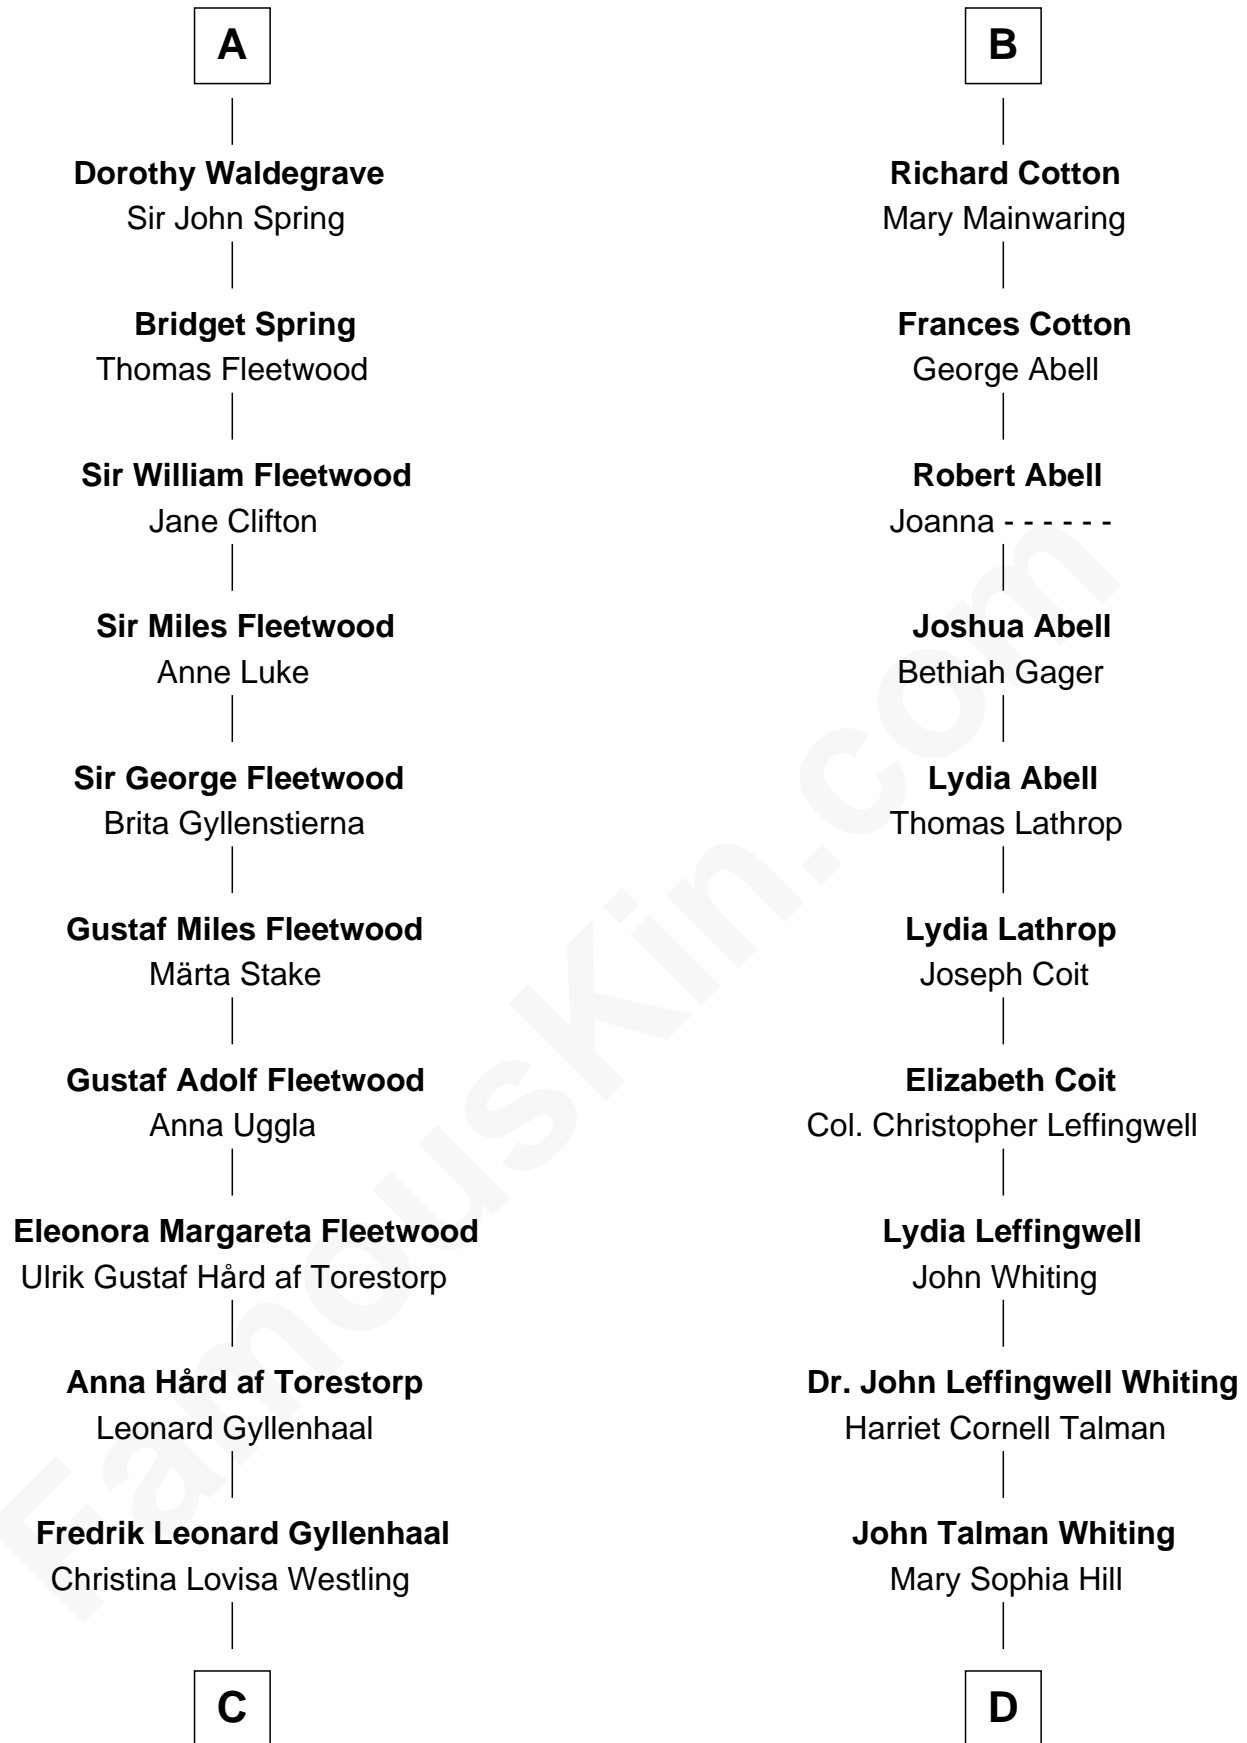 A
Dorothy Waldegrave
Sir John Spring
Bridget Spring
Thomas Fleetwood
Sir William Fleetwood
Jane Clifton
Sir Miles Fleetwood
Anne Luke
Sir George Fleetwood
Brita Gyllenstierna
Gustaf Miles Fleetwood
Märta Stake
Gustaf Adolf Fleetwood
Anna Uggla
Eleonora Margareta Fleetwood
Ulrik Gustaf Hård af Torestorp
Anna Hård af Torestorp
Leonard Gyllenhaal
Fredrik Leonard Gyllenhaal
Christina Lovisa Westling
C
B
Richard Cotton
Mary Mainwaring
Frances Cotton
George Abell
Robert Abell
Joanna - - - - - -
Joshua Abell
Bethiah Gager
Lydia Abell
Thomas Lathrop
Lydia Lathrop
Joseph Coit
Elizabeth Coit
Col. Christopher Leffingwell
Lydia Leffingwell
John Whiting
Dr. John Leffingwell Whiting
Harriet Cornell Talman
John Talman Whiting
Mary Sophia Hill
D
FamousKin.com